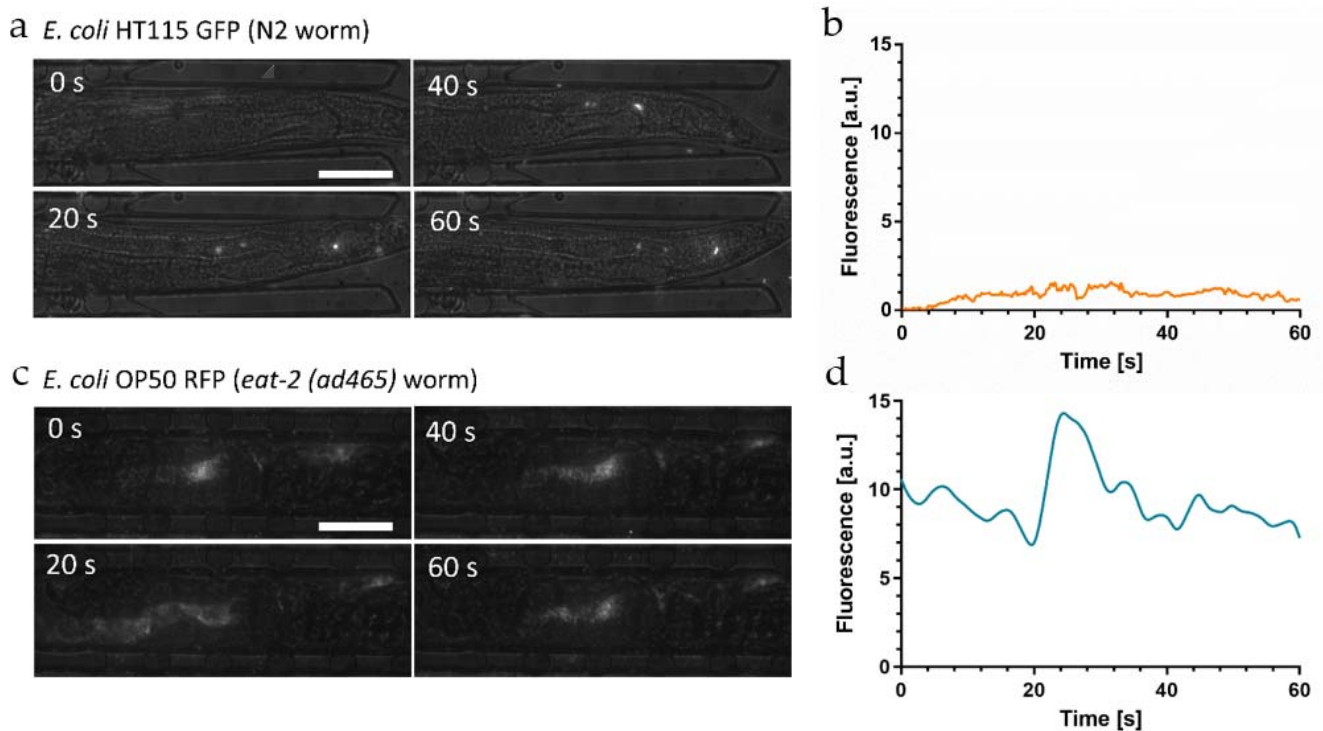 a E. coli HT115 GFP (N2 worm)
0 s
40 s
20 s
60 s
b
15
10
5
0
Fluorescence [a.u.]
0 20 40 60
Time [s]
c E. coli OP50 RFP (eat-2 (ad465) worm)
0 s
40 s
20 s
60 s
d
15
10
5
0
Fluorescence [a.u.]
0 20 40 60
Time [s]